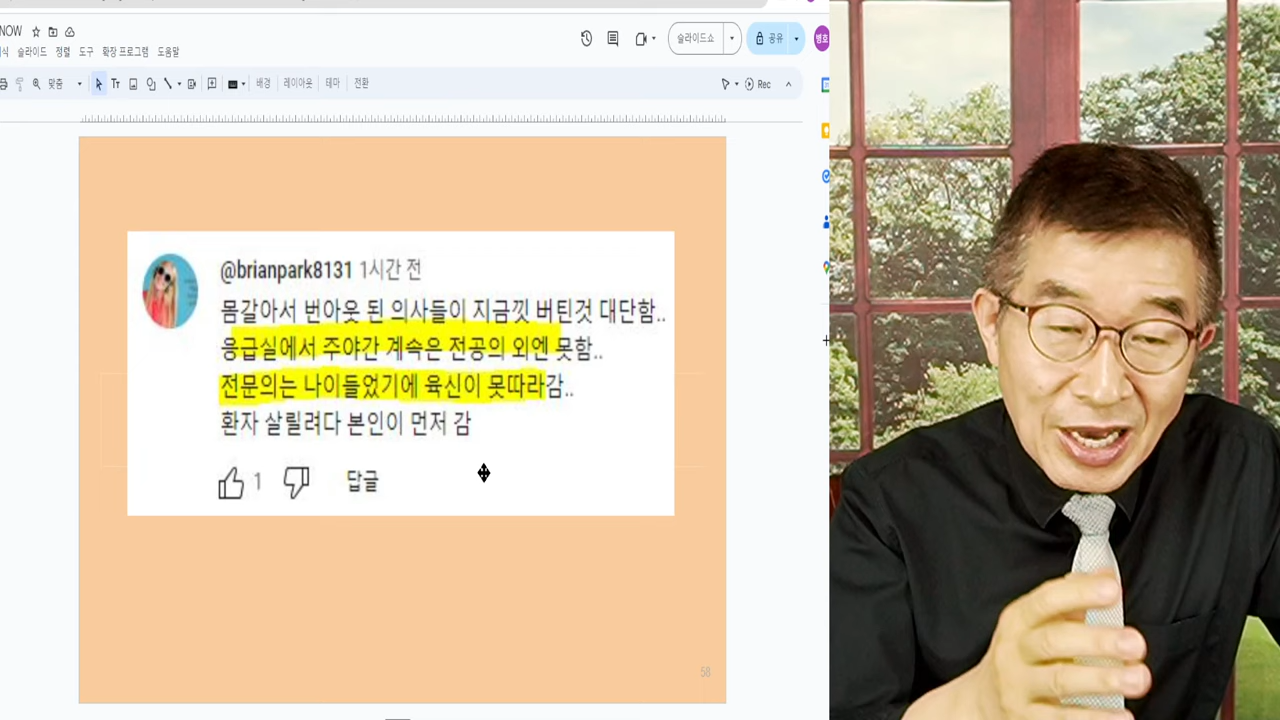 NOW
슬라이드 정렬 도구 확장 프로그램 도움말
슬라이드쇼
공유
병호
맞춤
Tт
배경 레이아웃 테마 전환
Rec
@brianpark8131 1시간 전
몸갈아서 번아웃 된 의사들이 지금낏 버틴것 대단함..
응급실에서 주야간 계속은 전공의 외엔 못함..
전문의는 나이들었기에 육신이 못따라감..
환자 살릴려다 본인이 먼저 감
1 답글
58